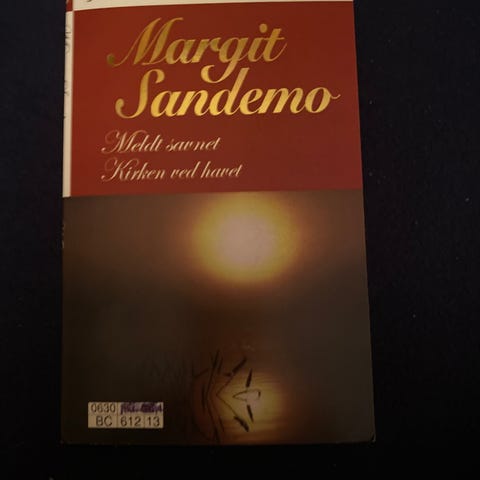 Margit
Sandemo
Meldt savnet
Kirken ved havet
0630
BC 612 13